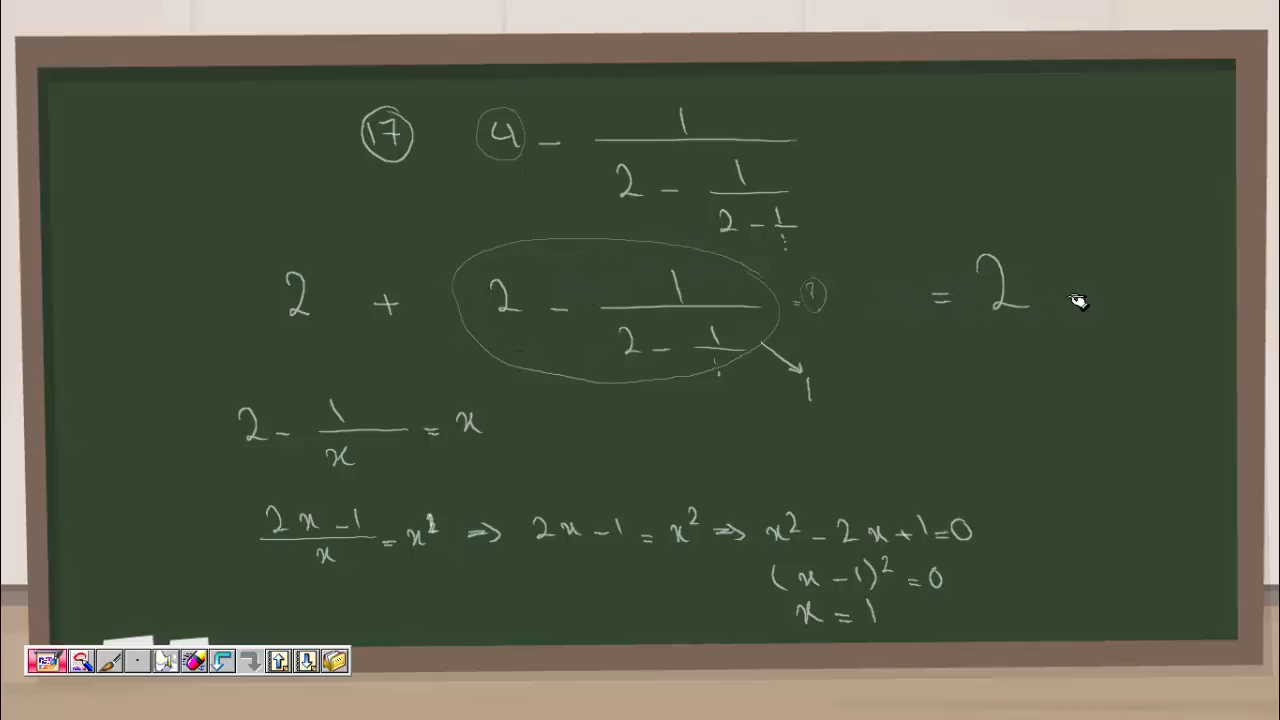 17 4 - 1
2 - 1
2 - 1
⋮
2 + 2 - 1 = ? = 2
2 - 1
⋮
1
2 - 1/x = x
(2x - 1)/x = x² ⇒ 2x - 1 = x² ⇒ x² - 2x + 1 = 0
(x - 1)² = 0
x = 1